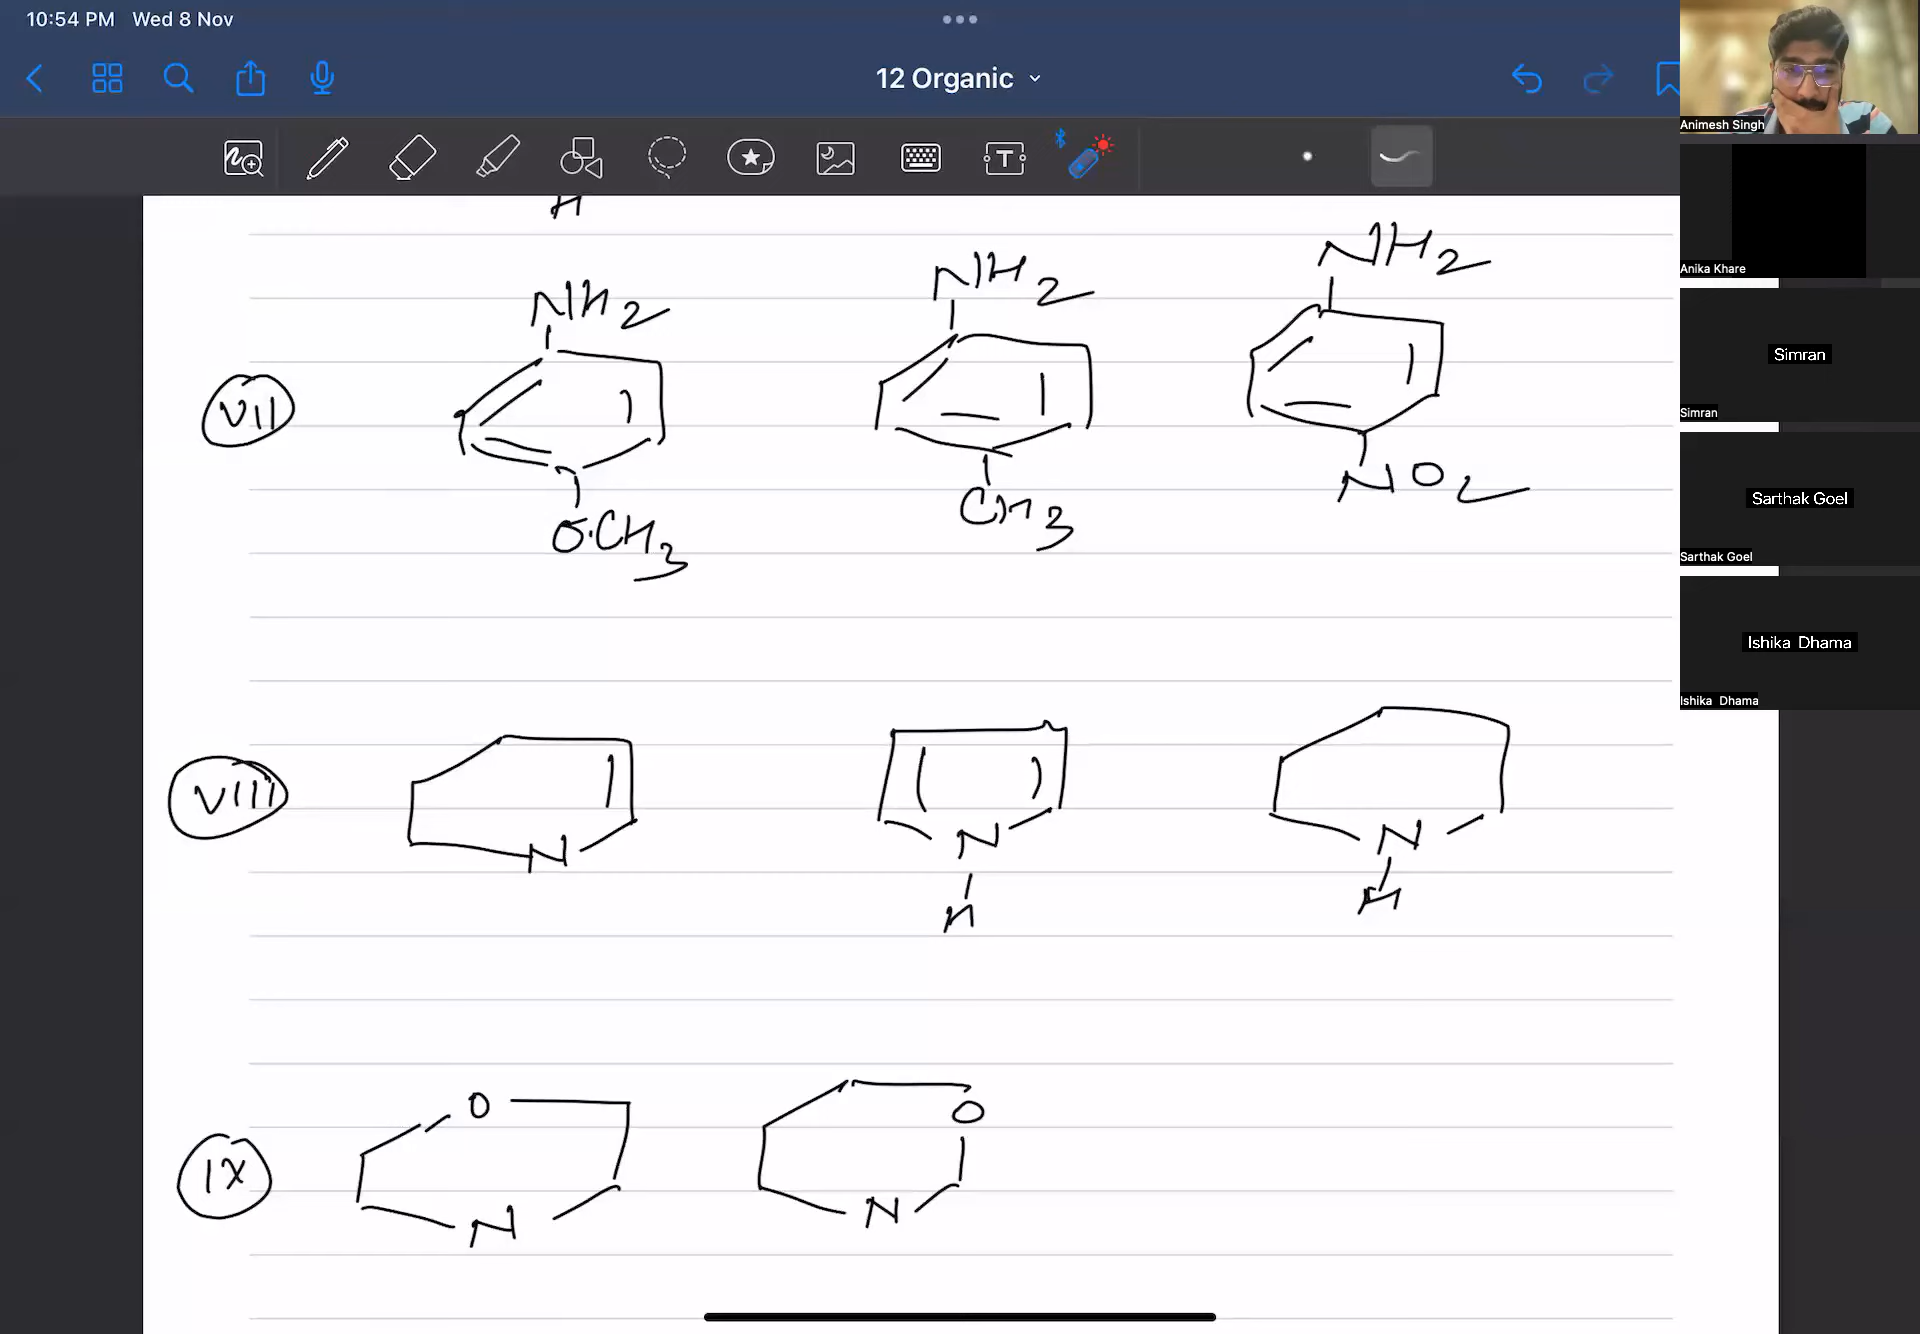 10:54 PM Wed 8 Nov
12 Organic
T
Animesh Singh
Anika Khare
Simran
Simran
Sarthak Goel
Sarthak Goel
Ishika Dhama
Ishika Dhama
H
VII
NH2
O.CH3
NH2
CH3
NH2
NO2
VIII
N
N
H
N
H
IX
O
N
O
N